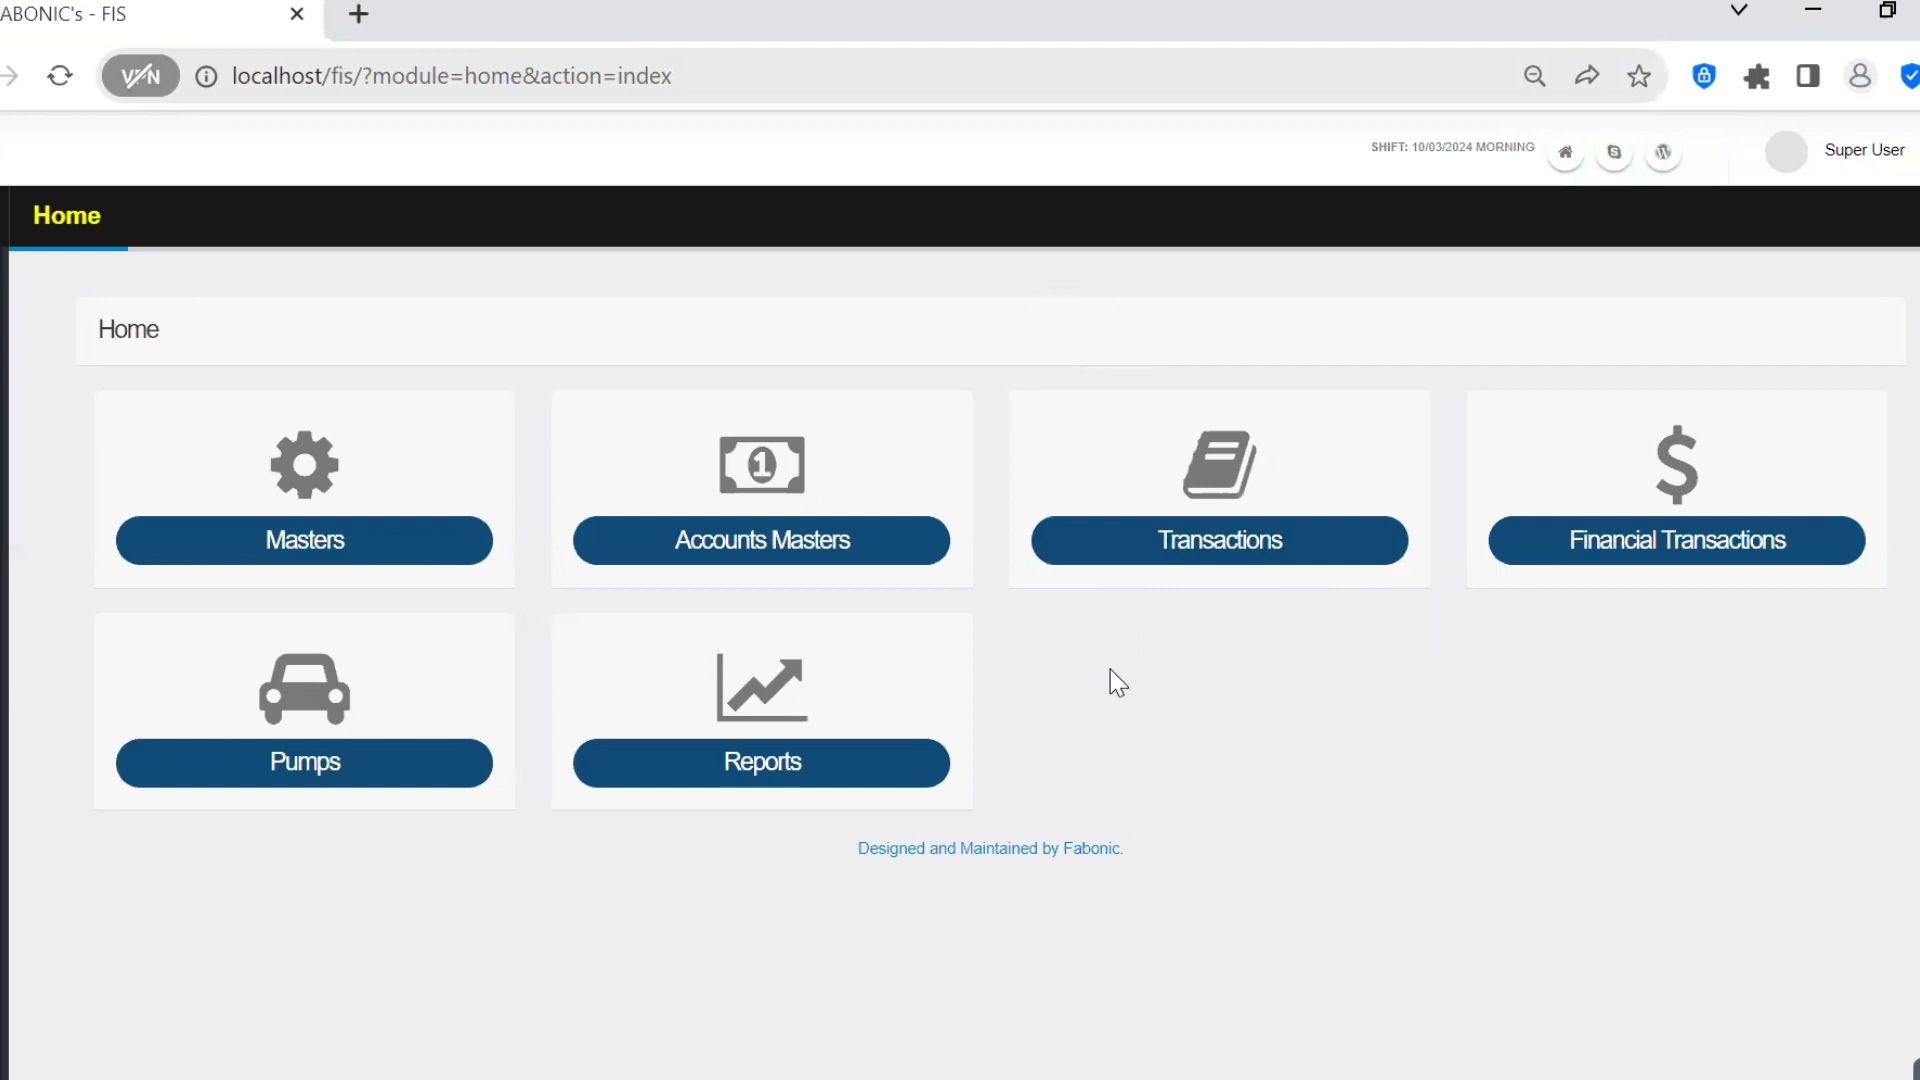 ABONIC's - FIS
VPN
localhost/fis/?module=home&action=index
SHIFT: 10/03/2024 MORNING
Super User
Home
Home
Masters
Accounts Masters
Transactions
Financial Transactions
Pumps
Reports
Designed and Maintained by Fabonic.